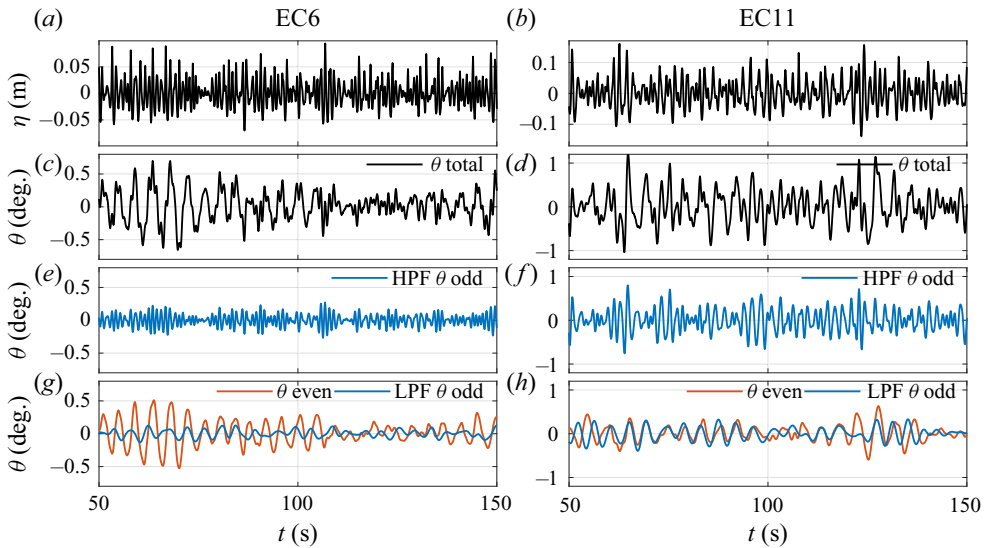 (a) EC6 (b) EC11
0.05 0.1
η (m) 0 0
−0.05 −0.1
(c) θ total (d) θ total
0.5 1
θ (deg.) 0 0
−0.5 −1
(e) HPF θ odd (f) HPF θ odd
0.5 1
θ (deg.) 0 0
−0.5 −1
(g) θ even LPF θ odd (h) θ even LPF θ odd
0.5 1
θ (deg.) 0 0
−0.5 −1
50 100 150 50 100 150
t (s) t (s)